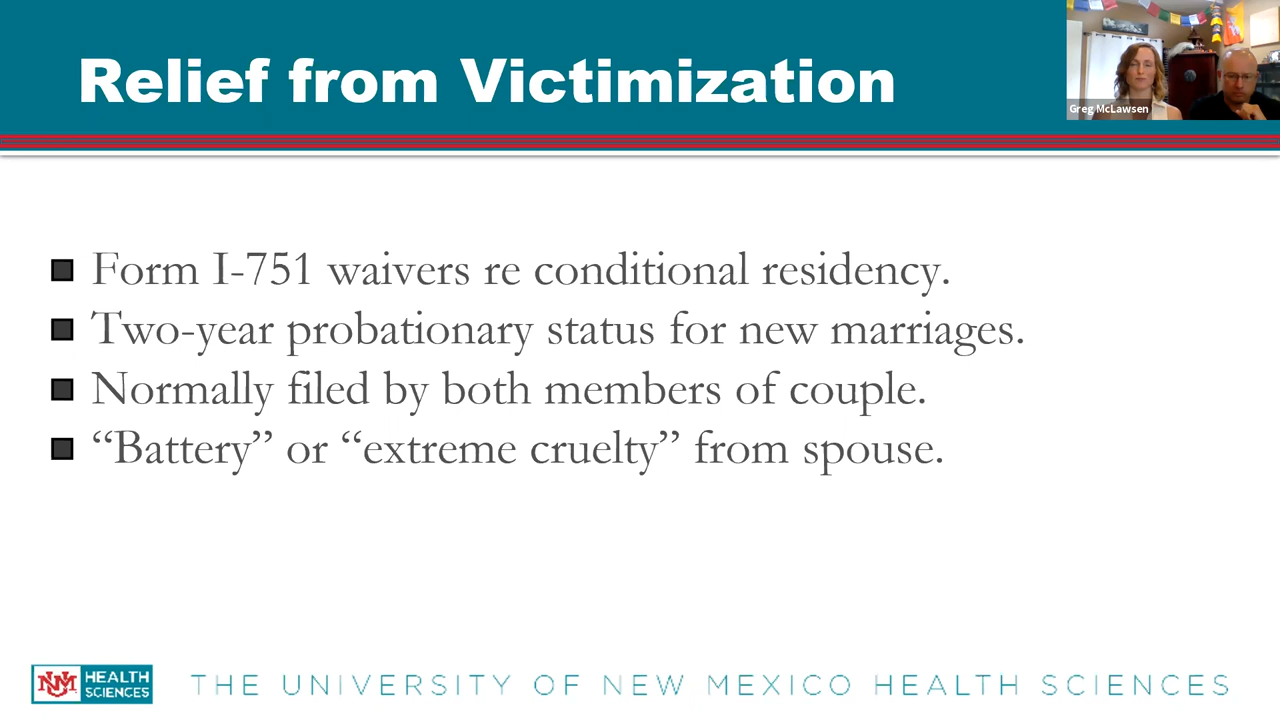 Relief from Victimization
Greg McLawsen
Form I-751 waivers re conditional residency.
Two-year probationary status for new marriages.
Normally filed by both members of couple.
“Battery” or “extreme cruelty” from spouse.
UNM HEALTH
SCIENCES
THE UNIVERSITY OF NEW MEXICO HEALTH SCIENCES